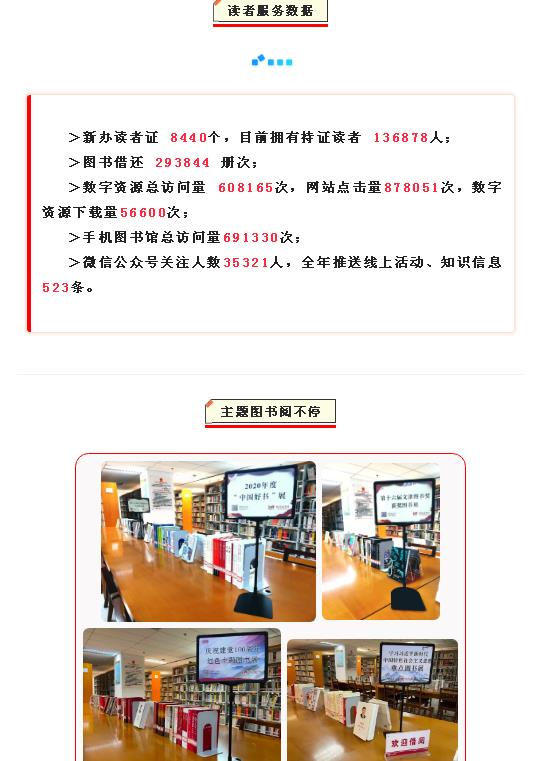 读者服务数据
＞新办读者证 8440个，目前拥有持证读者 136878人；
＞图书借还 293844 册次；
＞数字资源总访问量 608165次，网站点击量878051次，数字
资源下载量56600次；
＞手机图书馆总访问量691330次；
＞微信公众号关注人数35321人，全年推送线上活动、知识信息
523条。
主题图书阅不停
2020年度
“中国好书”展
第十六届文津图书奖
获奖图书展
庆祝建党100周年
红色主题图书展
学习习近平新时代
中国特色社会主义思想
重点图书展
欢迎借阅